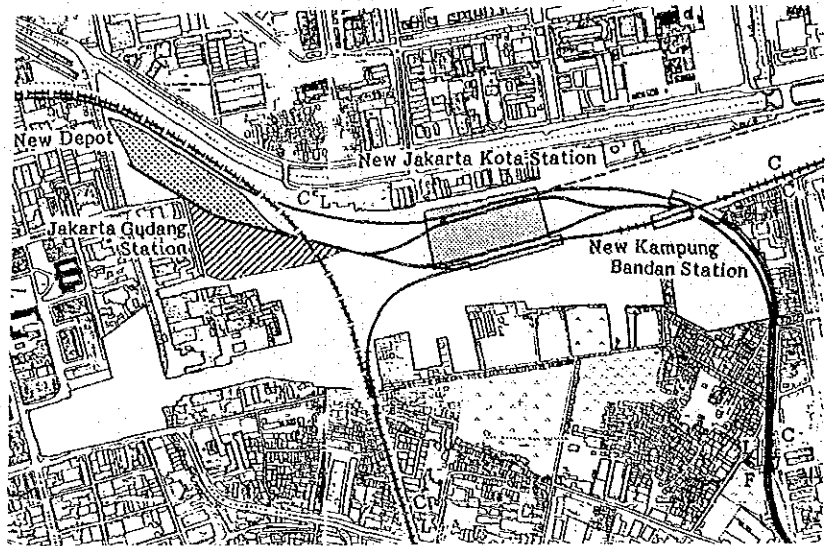 New Depot
New Jakarta Kota Station
C
C L
C
Jakarta Gudang
Station
New Kampung
Bandan Station
C
L
F
C
L